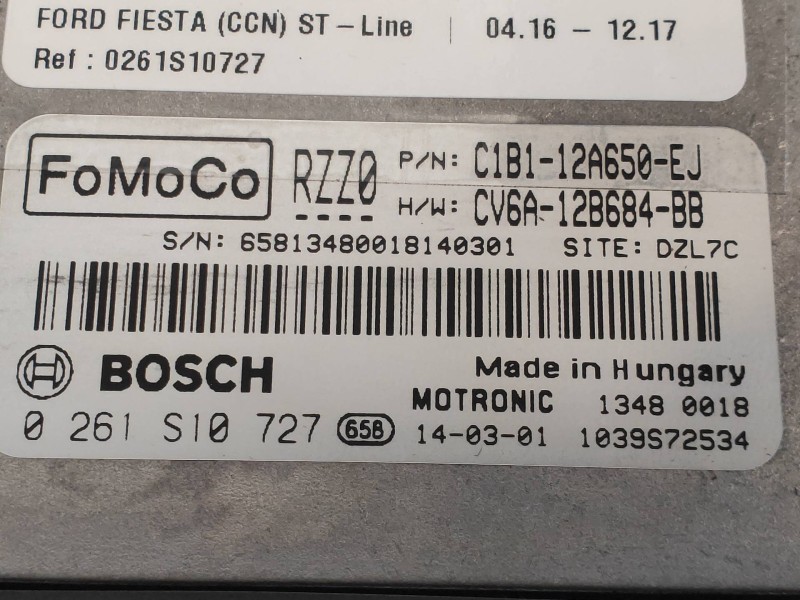 FORD FIESTA (CCN) ST-Line | 04.16 - 12.17
Ref : 0261S10727
FoMoCo RZZ0 P/N: C1B1-12A650-EJ
H/W: CV6A-12B684-BB
S/N: 65813480018140301 SITE: DZL7C
BOSCH Made in Hungary
MOTRONIC 1348 0018
0 261 S10 727 658 14-03-01 1039S72534